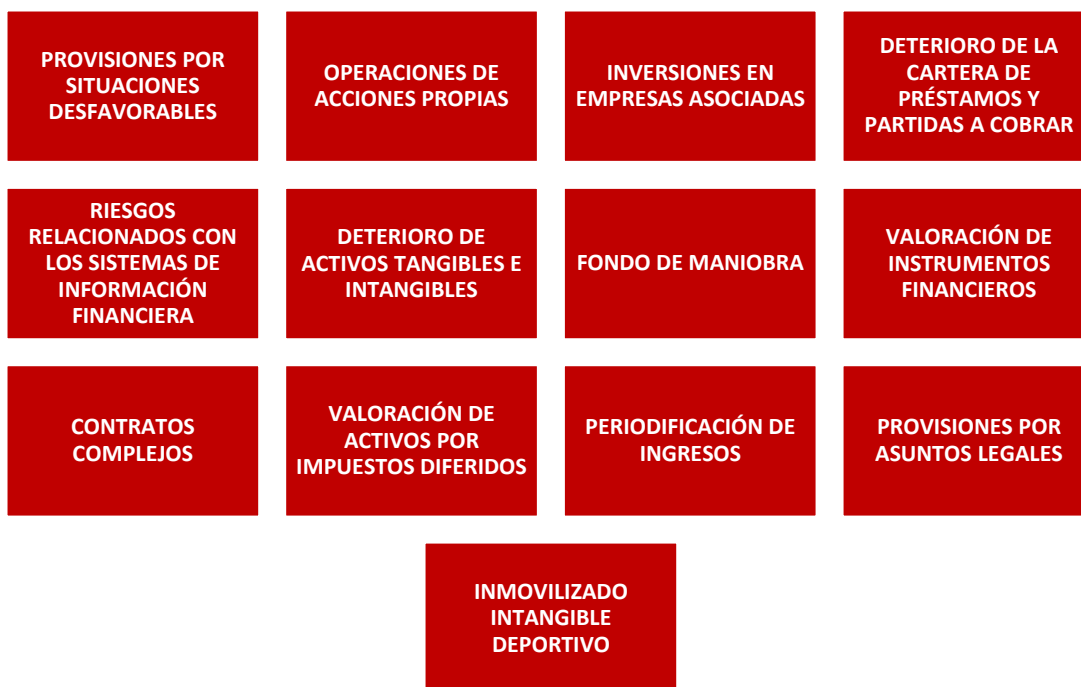 PROVISIONES POR
SITUACIONES
DESFAVORABLES
OPERACIONES DE
ACCIONES PROPIAS
INVERSIONES EN
EMPRESAS ASOCIADAS
DETERIORO DE LA
CARTERA DE
PRÉSTAMOS Y
PARTIDAS A COBRAR
RIESGOS
RELACIONADOS CON
LOS SISTEMAS DE
INFORMACIÓN
FINANCIERA
DETERIORO DE
ACTIVOS TANGIBLES E
INTANGIBLES
FONDO DE MANIOBRA
VALORACIÓN DE
INSTRUMENTOS
FINANCIEROS
CONTRATOS
COMPLEJOS
VALORACIÓN DE
ACTIVOS POR
IMPUESTOS DIFERIDOS
PERIODIFICACIÓN DE
INGRESOS
PROVISIONES POR
ASUNTOS LEGALES
INMOVILIZADO
INTANGIBLE
DEPORTIVO